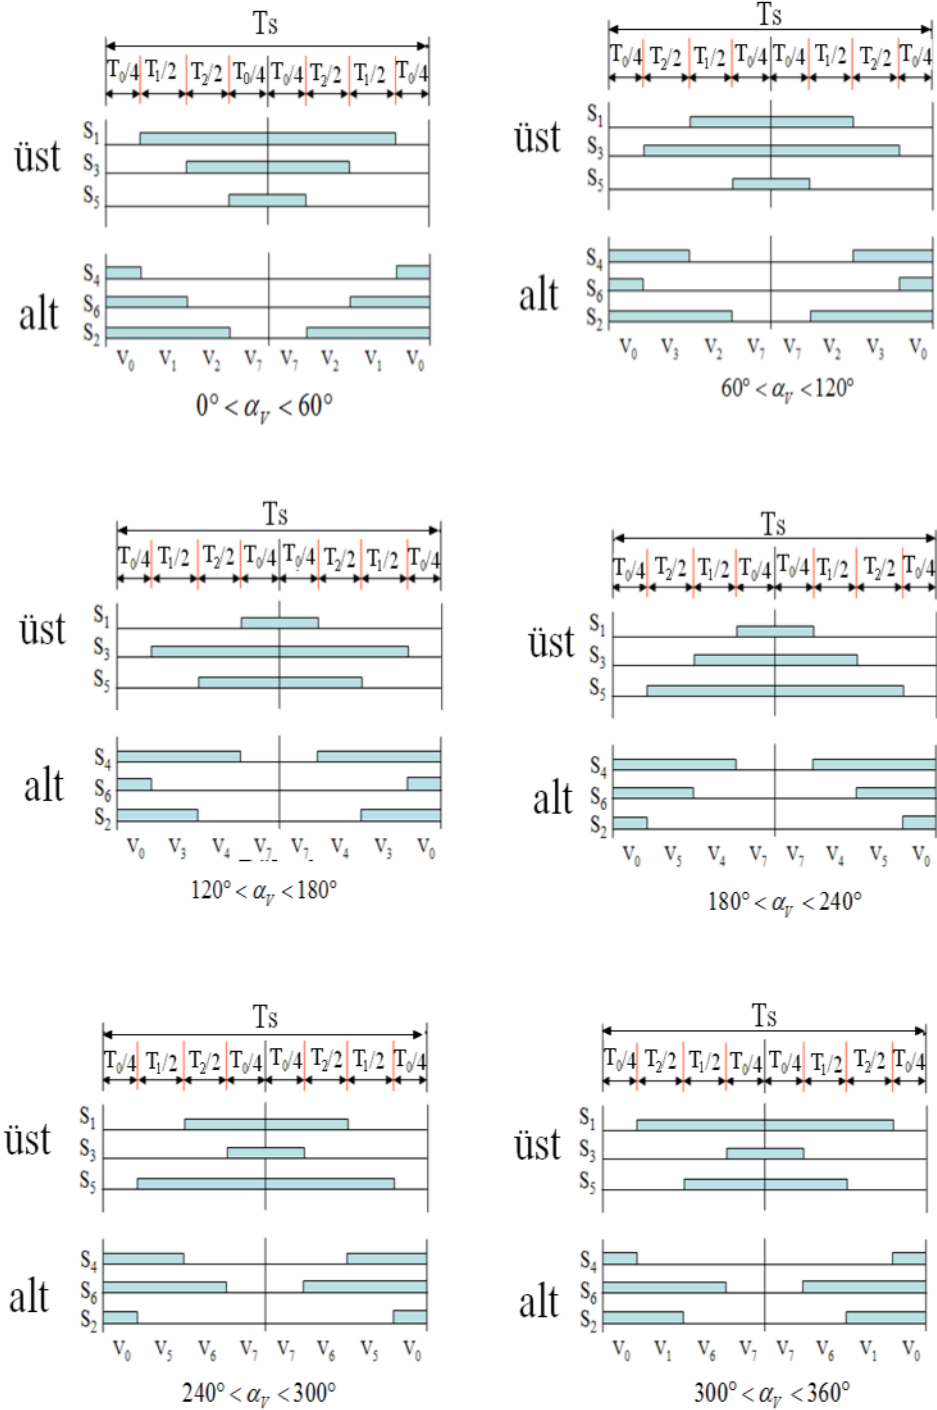 Ts
T₀/4 T₁/2 T₂/2 T₀/4 T₀/4 T₂/2 T₁/2 T₀/4
üst
S₁
S₃
S₅
alt
S₄
S₆
S₂
V₀ V₁ V₂ V₇ V₇ V₂ V₁ V₀
0° < αᵥ < 60°
Ts
T₀/4 T₂/2 T₁/2 T₀/4 T₀/4 T₁/2 T₂/2 T₀/4
üst
S₁
S₃
S₅
alt
S₄
S₆
S₂
V₀ V₃ V₂ V₇ V₇ V₂ V₃ V₀
60° < αᵥ < 120°
Ts
T₀/4 T₁/2 T₂/2 T₀/4 T₀/4 T₂/2 T₁/2 T₀/4
üst
S₁
S₃
S₅
alt
S₄
S₆
S₂
V₀ V₃ V₄ V₇ V₇ V₄ V₃ V₀
120° < αᵥ < 180°
Ts
T₀/4 T₂/2 T₁/2 T₀/4 T₀/4 T₁/2 T₂/2 T₀/4
üst
S₁
S₃
S₅
alt
S₄
S₆
S₂
V₀ V₅ V₄ V₇ V₇ V₄ V₅ V₀
180° < αᵥ < 240°
Ts
T₀/4 T₁/2 T₂/2 T₀/4 T₀/4 T₂/2 T₁/2 T₀/4
üst
S₁
S₃
S₅
alt
S₄
S₆
S₂
V₀ V₅ V₆ V₇ V₇ V₆ V₅ V₀
240° < αᵥ < 300°
Ts
T₀/4 T₂/2 T₁/2 T₀/4 T₀/4 T₁/2 T₂/2 T₀/4
üst
S₁
S₃
S₅
alt
S₄
S₆
S₂
V₀ V₁ V₆ V₇ V₇ V₆ V₁ V₀
300° < αᵥ < 360°